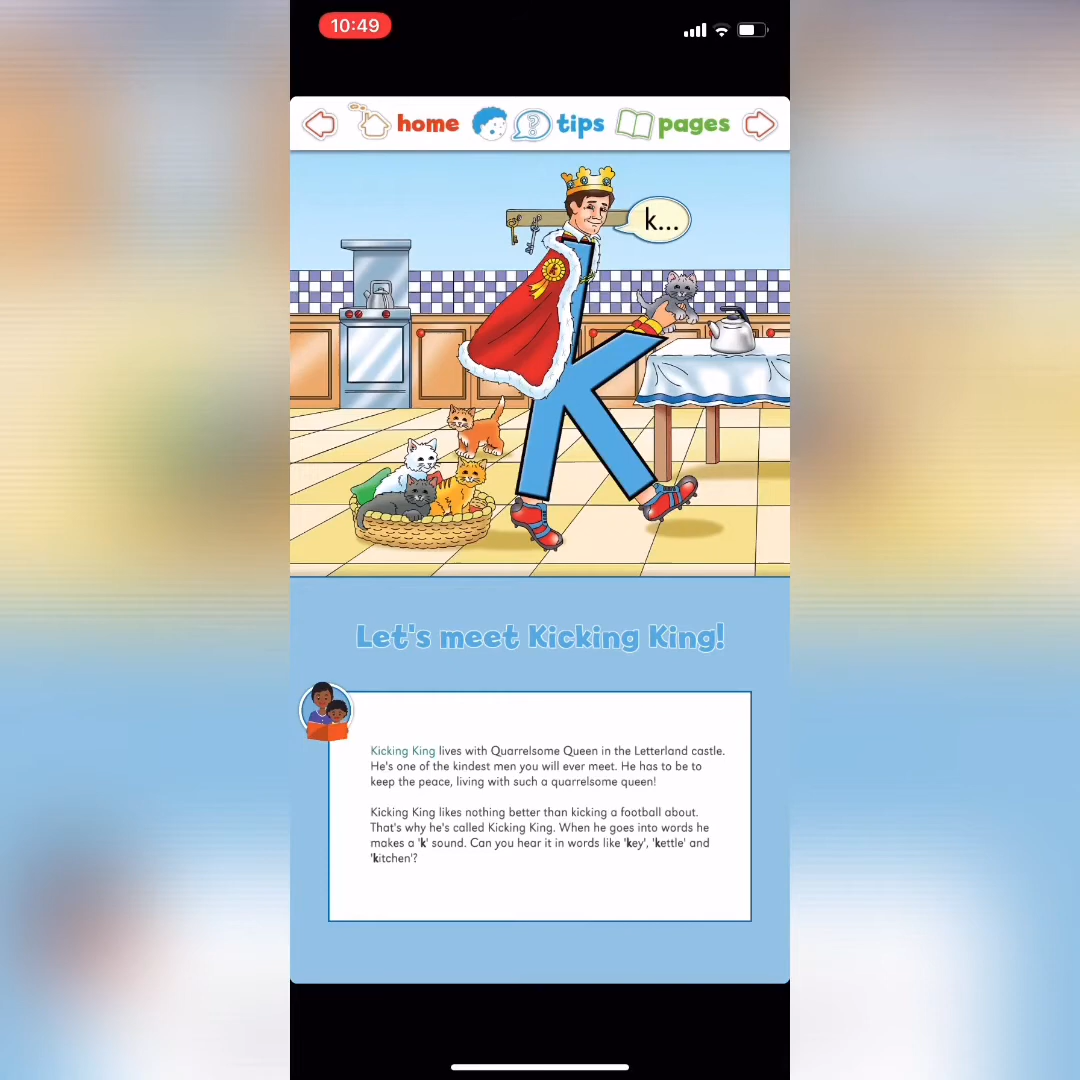 10:49
home tips pages
k...
Let's meet Kicking King!
Kicking King lives with Quarrelsome Queen in the Letterland castle.
He's one of the kindest men you will ever meet. He has to be to
keep the peace, living with such a quarrelsome queen!
Kicking King likes nothing better than kicking a football about.
That's why he's called Kicking King. When he goes into words he
makes a 'k' sound. Can you hear it in words like 'key', 'kettle' and
'kitchen'?